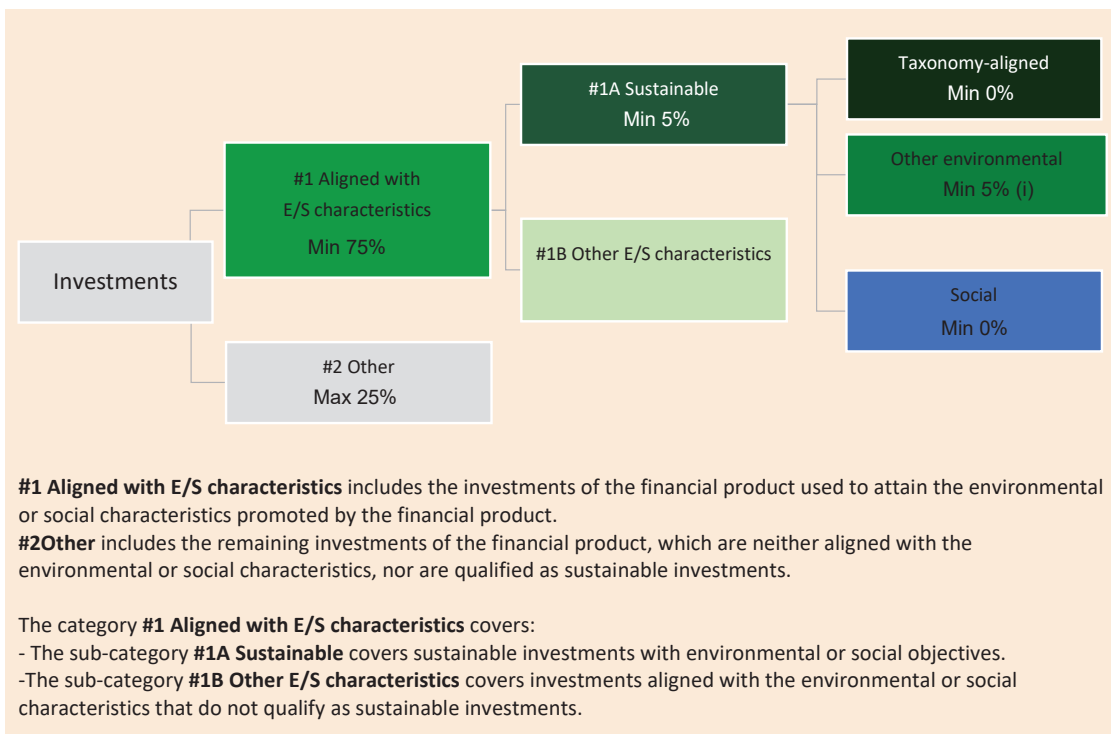 Investments
#1 Aligned with
E/S characteristics
Min 75%
#2 Other
Max 25%
#1A Sustainable
Min 5%
#1B Other E/S characteristics
Taxonomy-aligned
Min 0%
Other environmental
Min 5% (i)
Social
Min 0%
#1 Aligned with E/S characteristics includes the investments of the financial product used to attain the environmental
or social characteristics promoted by the financial product.
#2Other includes the remaining investments of the financial product, which are neither aligned with the
environmental or social characteristics, nor are qualified as sustainable investments.
The category #1 Aligned with E/S characteristics covers:
- The sub-category #1A Sustainable covers sustainable investments with environmental or social objectives.
-The sub-category #1B Other E/S characteristics covers investments aligned with the environmental or social
characteristics that do not qualify as sustainable investments.